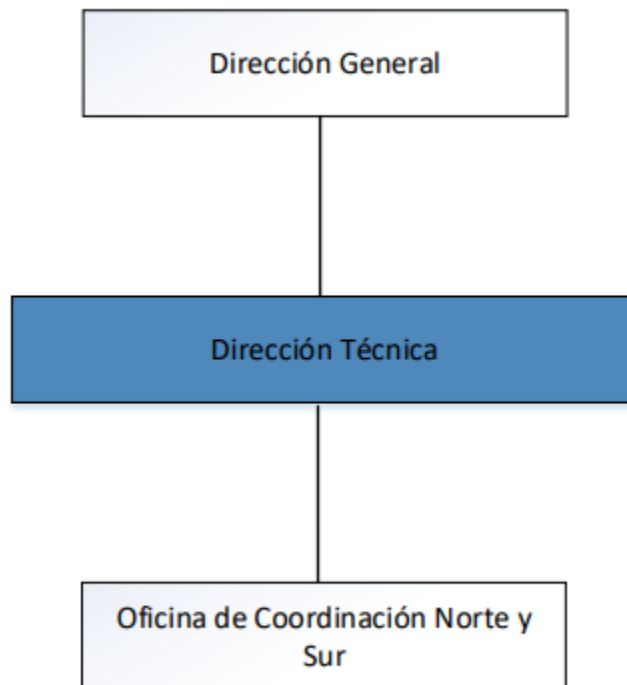 Dirección General
Dirección Técnica
Oficina de Coordinación Norte y
Sur